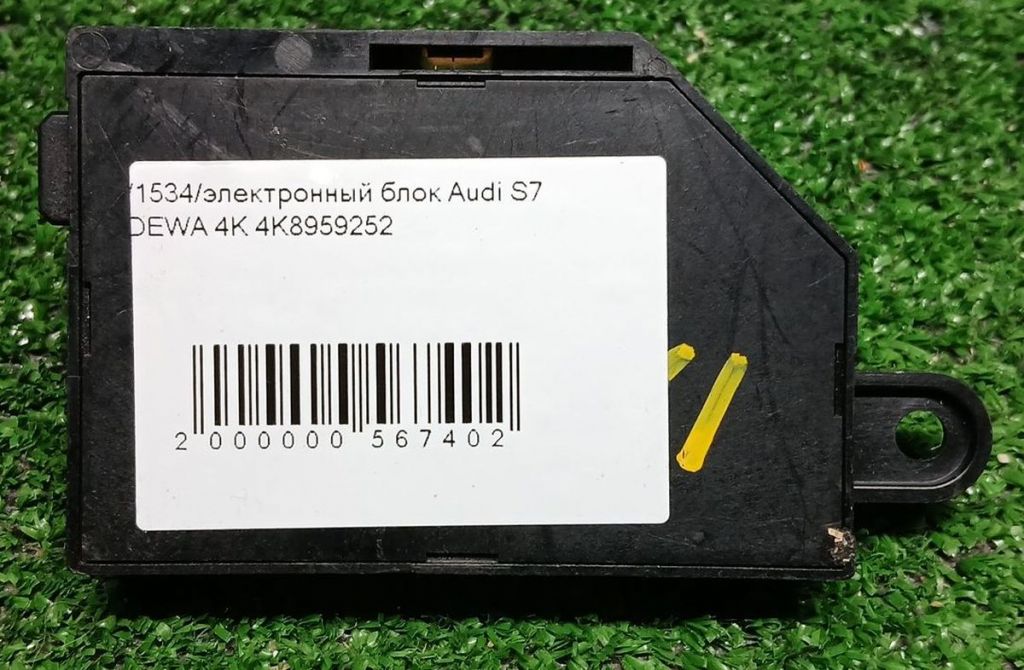 /1534/электронный блок Audi S7
DEWA 4K 4K8959252
2 000000 567402